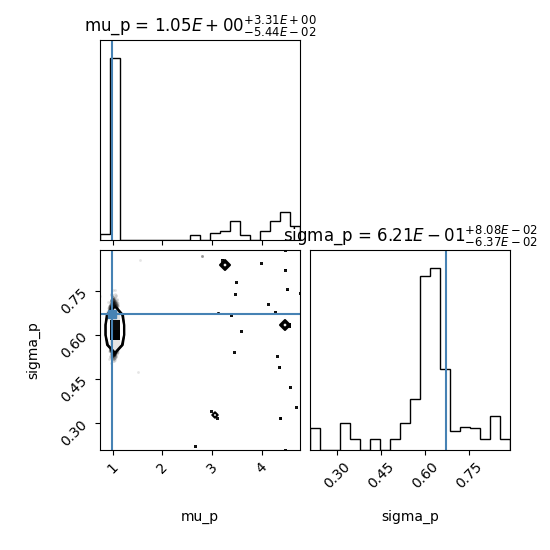 mu_p = 1.05E + 00+3.31E+00−5.44E−02
sigma_p = 6.21E − 01+8.08E−02−6.37E−02
sigma_p
0.75
0.60
0.45
0.30
1 2 3 4
0.30 0.45 0.60 0.75
mu_p
sigma_p